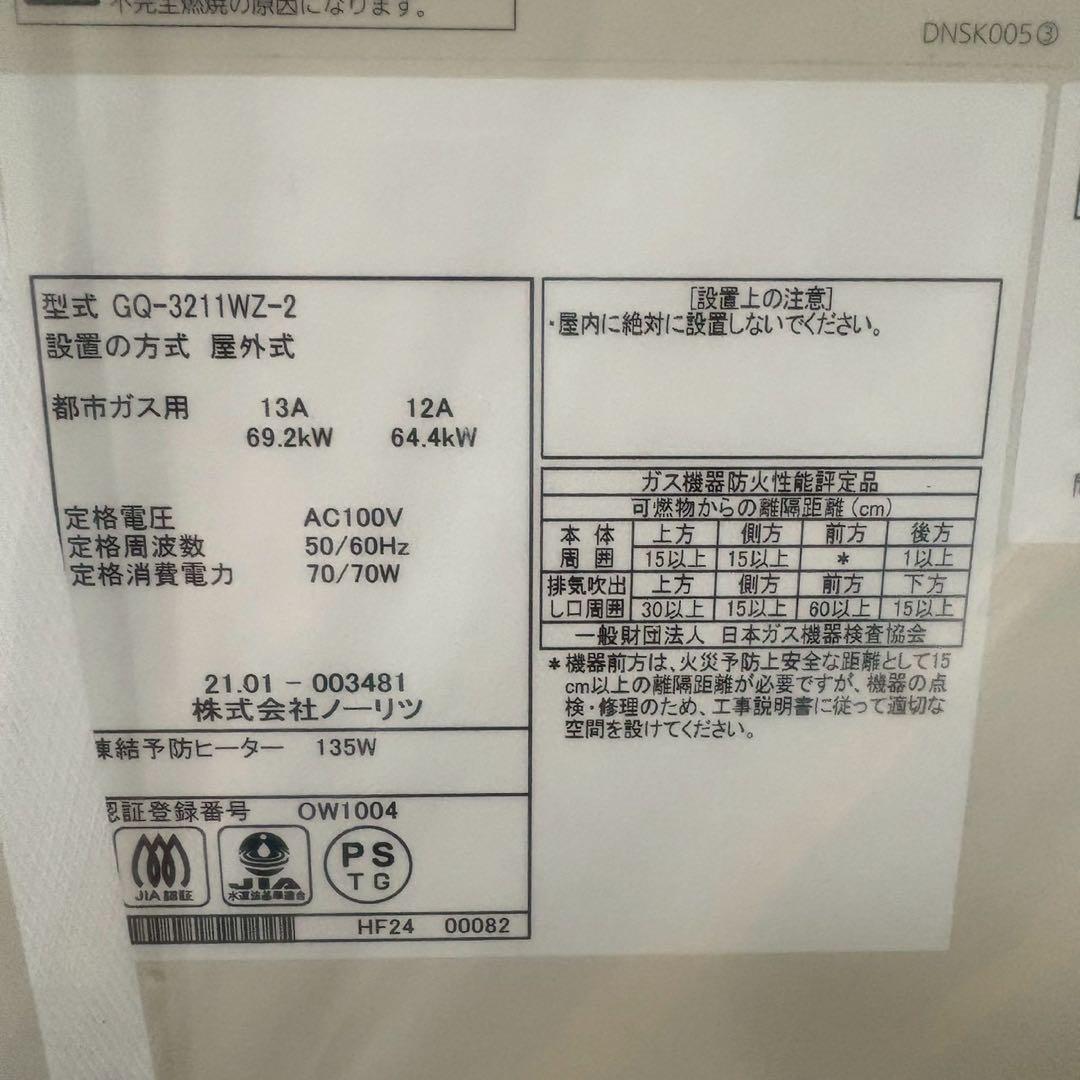 不完全燃焼の原因になります。
DNSK005③
型式 GQ-3211WZ-2
設置の方式 屋外式
都市ガス用 13A 12A
69.2kW 64.4kW
定格電圧 AC100V
定格周波数 50/60Hz
定格消費電力 70/70W
21.01 - 003481
株式会社ノーリツ
凍結予防ヒーター 135W
認証登録番号 OW1004
JIA認証
JIA
水道法基準適合
PS
TG
HF24 00082
[設置上の注意]
・屋内に絶対に設置しないでください。
ガス機器防火性能評定品
可燃物からの離隔距離(cm)
本体 上方 側方 前方 後方
周囲 15以上 15以上 * 1以上
排気吹出 上方 側方 前方 下方
し口周囲 30以上 15以上 60以上 15以上
一般財団法人 日本ガス機器検査協会
*機器前方は、火災予防上安全な距離として15
cm以上の離隔距離が必要ですが、機器の点
検・修理のため、工事説明書に従って適切な
空間を設けてください。